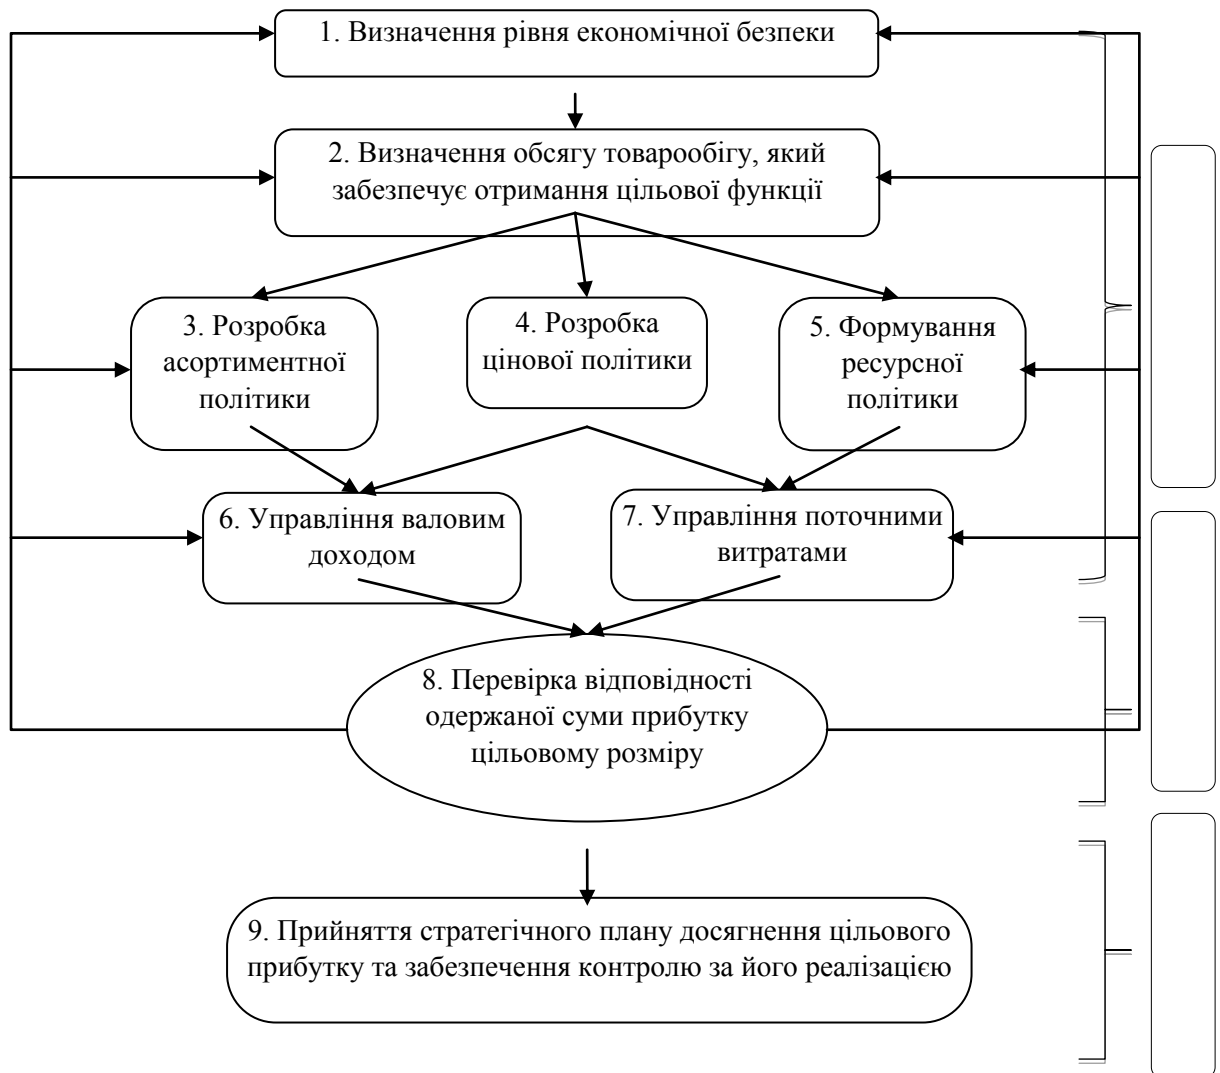 1. Визначення рівня економічної безпеки
2. Визначення обсягу товарообігу, який
забезпечує отримання цільової функції
3. Розробка
асортиментної
політики
4. Розробка
цінової політики
5. Формування
ресурсної
політики
6. Управління валовим
доходом
7. Управління поточними
витратами
8. Перевірка відповідності
одержаної суми прибутку
цільовому розміру
9. Прийняття стратегічного плану досягнення цільового
прибутку та забезпечення контролю за його реалізацією